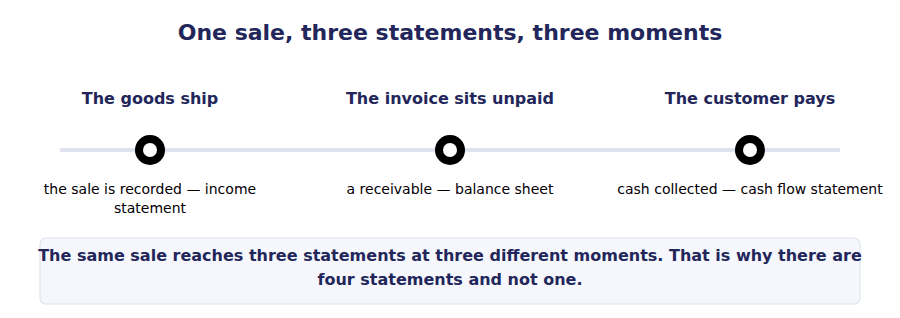 One sale, three statements, three moments
The goods ship
The invoice sits unpaid
The customer pays
the sale is recorded — income
statement
a receivable — balance sheet
cash collected — cash flow statement
The same sale reaches three statements at three different moments. That is why there are
four statements and not one.